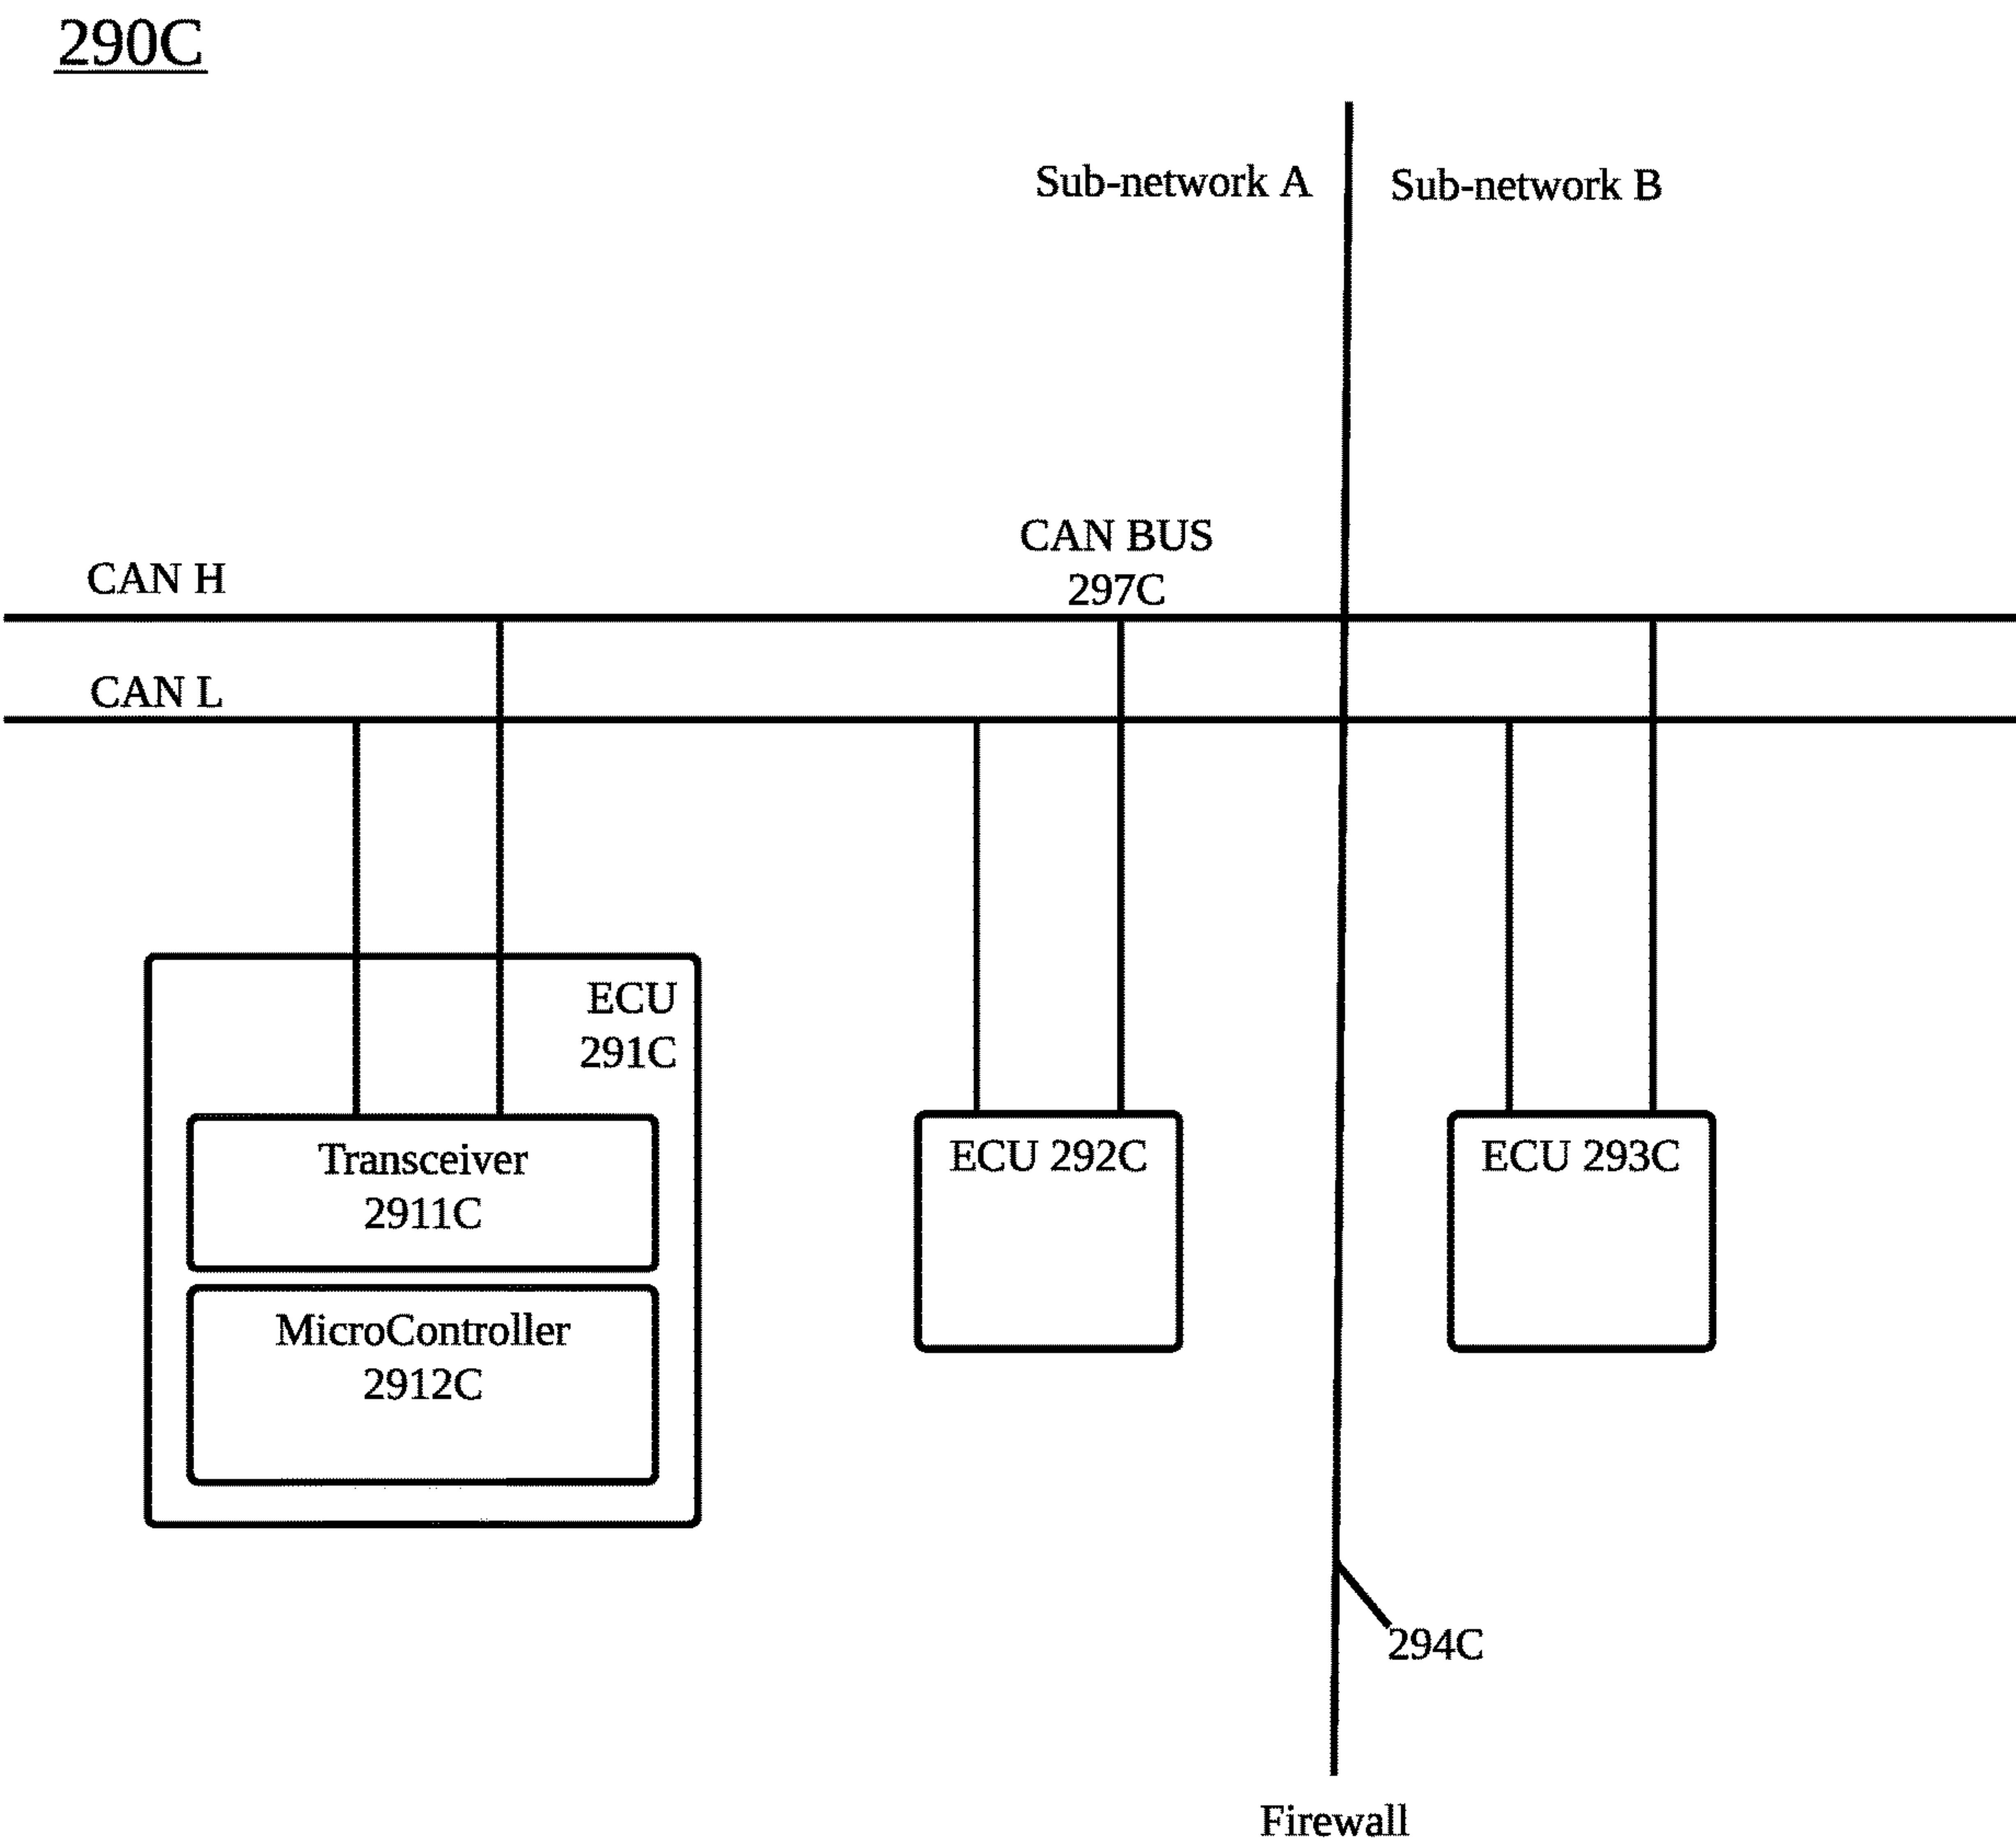 290C
Sub-network A
Sub-network B
CAN BUS
297C
CAN H
CAN L
ECU
291C
Transceiver
2911C
MicroController
2912C
ECU 292C
ECU 293C
294C
Firewall